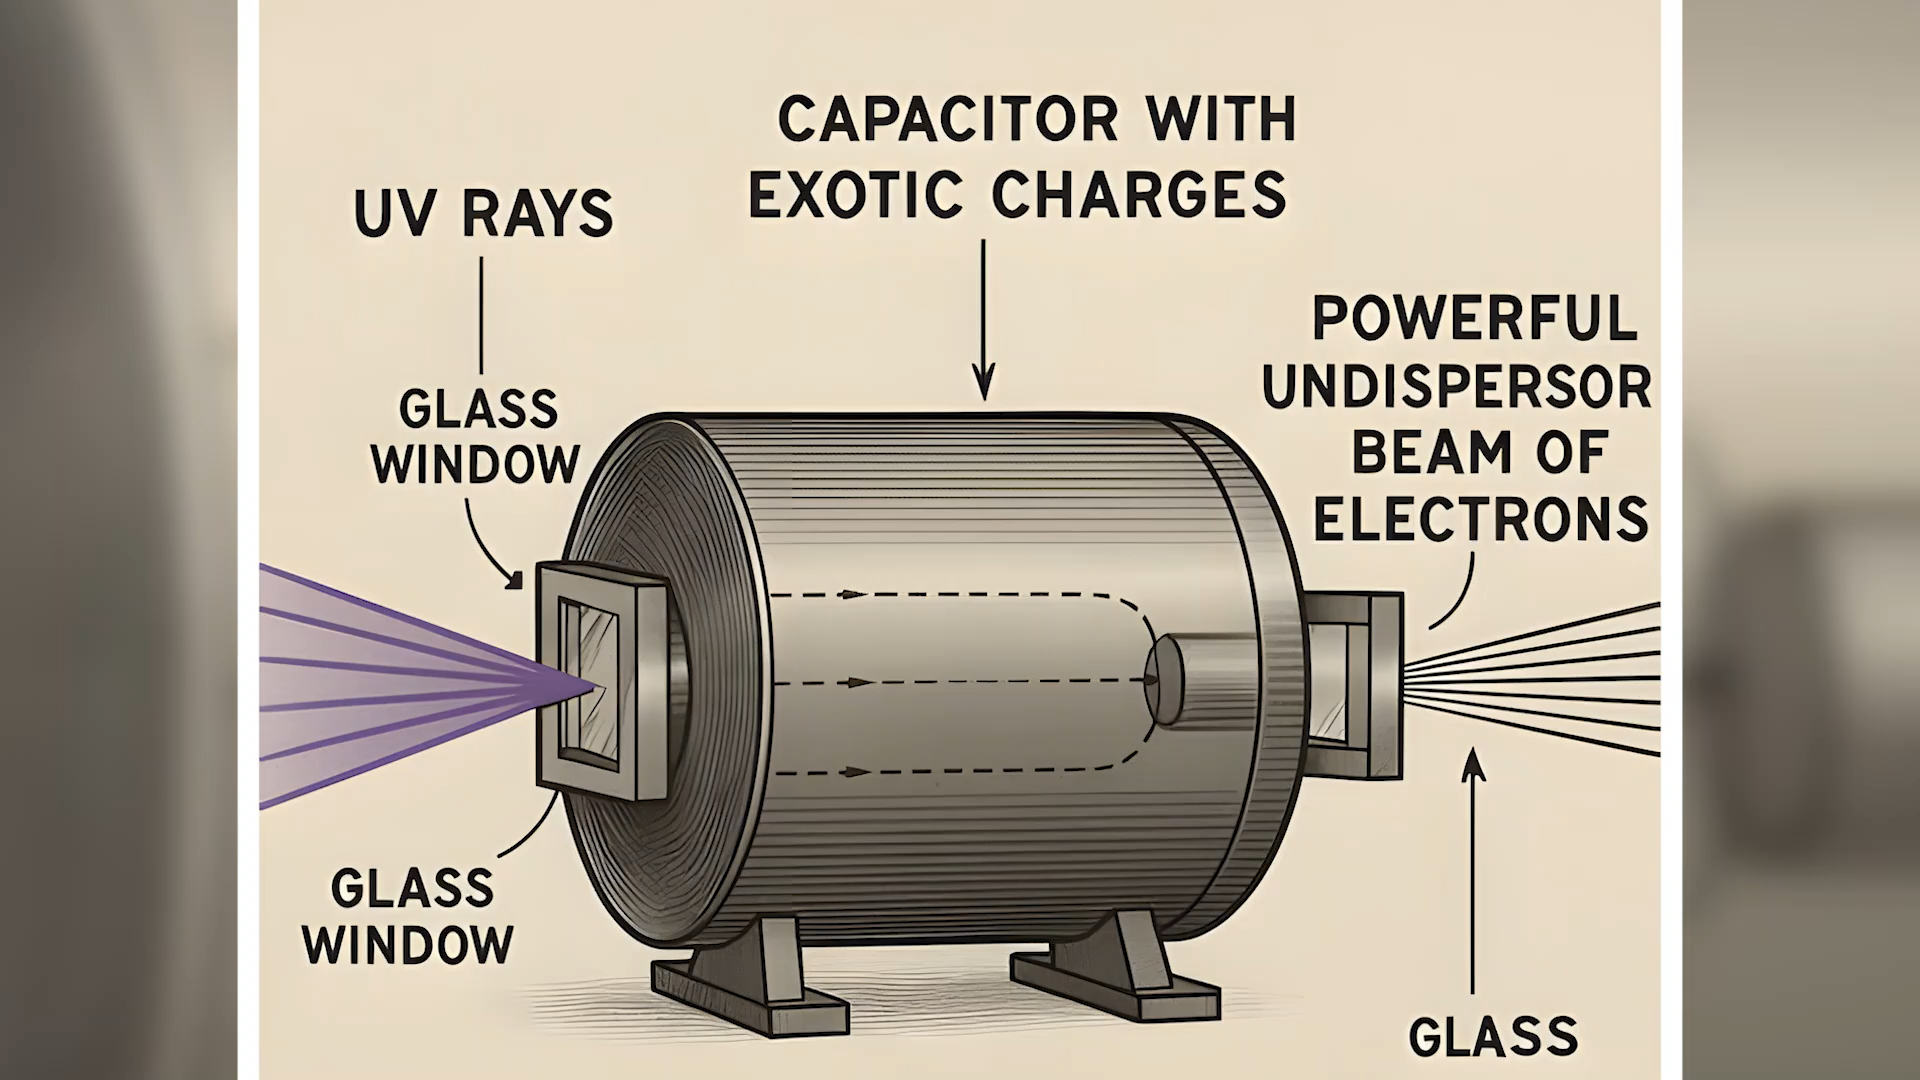 CAPACITOR WITH
EXOTIC CHARGES
UV RAYS
GLASS
WINDOW
POWERFUL
UNDISPERSOR
BEAM OF
ELECTRONS
GLASS
WINDOW
GLASS